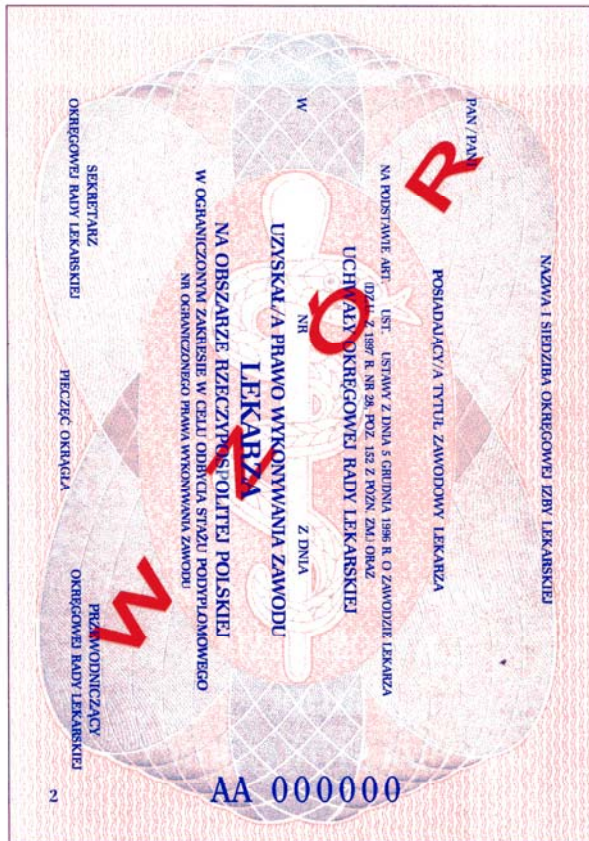 NAZWA I SIEDZIBA OKRĘGOWEJ IZBY LEKARSKIEJ
PAN/PANI
POSIADAJĄCY/A TYTUŁ ZAWODOWY LEKARZA
NA PODSTAWIE ART. UST. USTAWY Z DNIA 5 GRUDNIA 1996 R. O ZAWODZIE LEKARZA
(DZ.U. Z 1997 R. NR 28, POZ. 152 Z PÓŹN. ZM.) ORAZ
UCHWAŁY OKRĘGOWEJ RADY LEKARSKIEJ
W NR Z DNIA
UZYSKAŁ/A PRAWO WYKONYWANIA ZAWODU
LEKARZA
NA OBSZARZE RZECZYPOSPOLITEJ POLSKIEJ
W OGRANICZONYM ZAKRESIE W CELU ODBYCIA STAŻU PODYPLOMOWEGO
NR OGRANICZONEGO PRAWA WYKONYWANIA ZAWODU
SEKRETARZ
OKRĘGOWEJ RADY LEKARSKIEJ
PIECZĘĆ OKRĄGŁA
PRZEWODNICZĄCY
OKRĘGOWEJ RADY LEKARSKIEJ
WZÓR
2
AA 000000